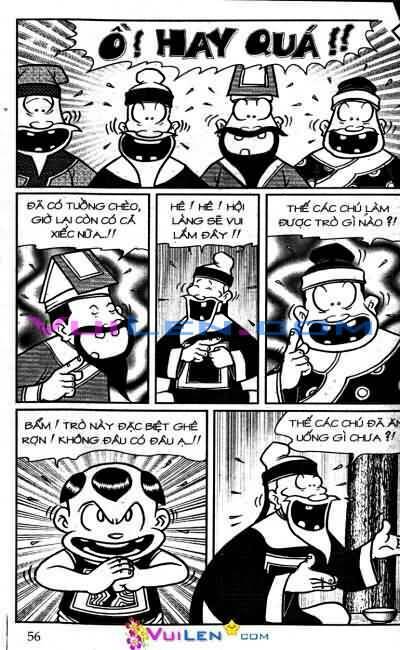 Ồ! HAY QUÁ!!
ĐÃ CÓ TUỒNG CHÈO,
GIỜ LẠI CÒN CÓ CẢ
XIẾC NỮA...!!
HÊ! HÊ! HỘI
LÀNG SẼ VUI
LẮM ĐÂY!!
THẾ CÁC CHÚ LÀM
ĐƯỢC TRÒ GÌ NÀO?!
VUILEN.COM
BẨM! TRÒ NÀY ĐẶC BIỆT GHÊ
RỢN! KHÔNG ĐÂU CÓ ĐÂU Ạ...!!
THẾ CÁC CHÚ ĐÃ ĂN
UỐNG GÌ CHƯA?!
56
VUILEN.COM